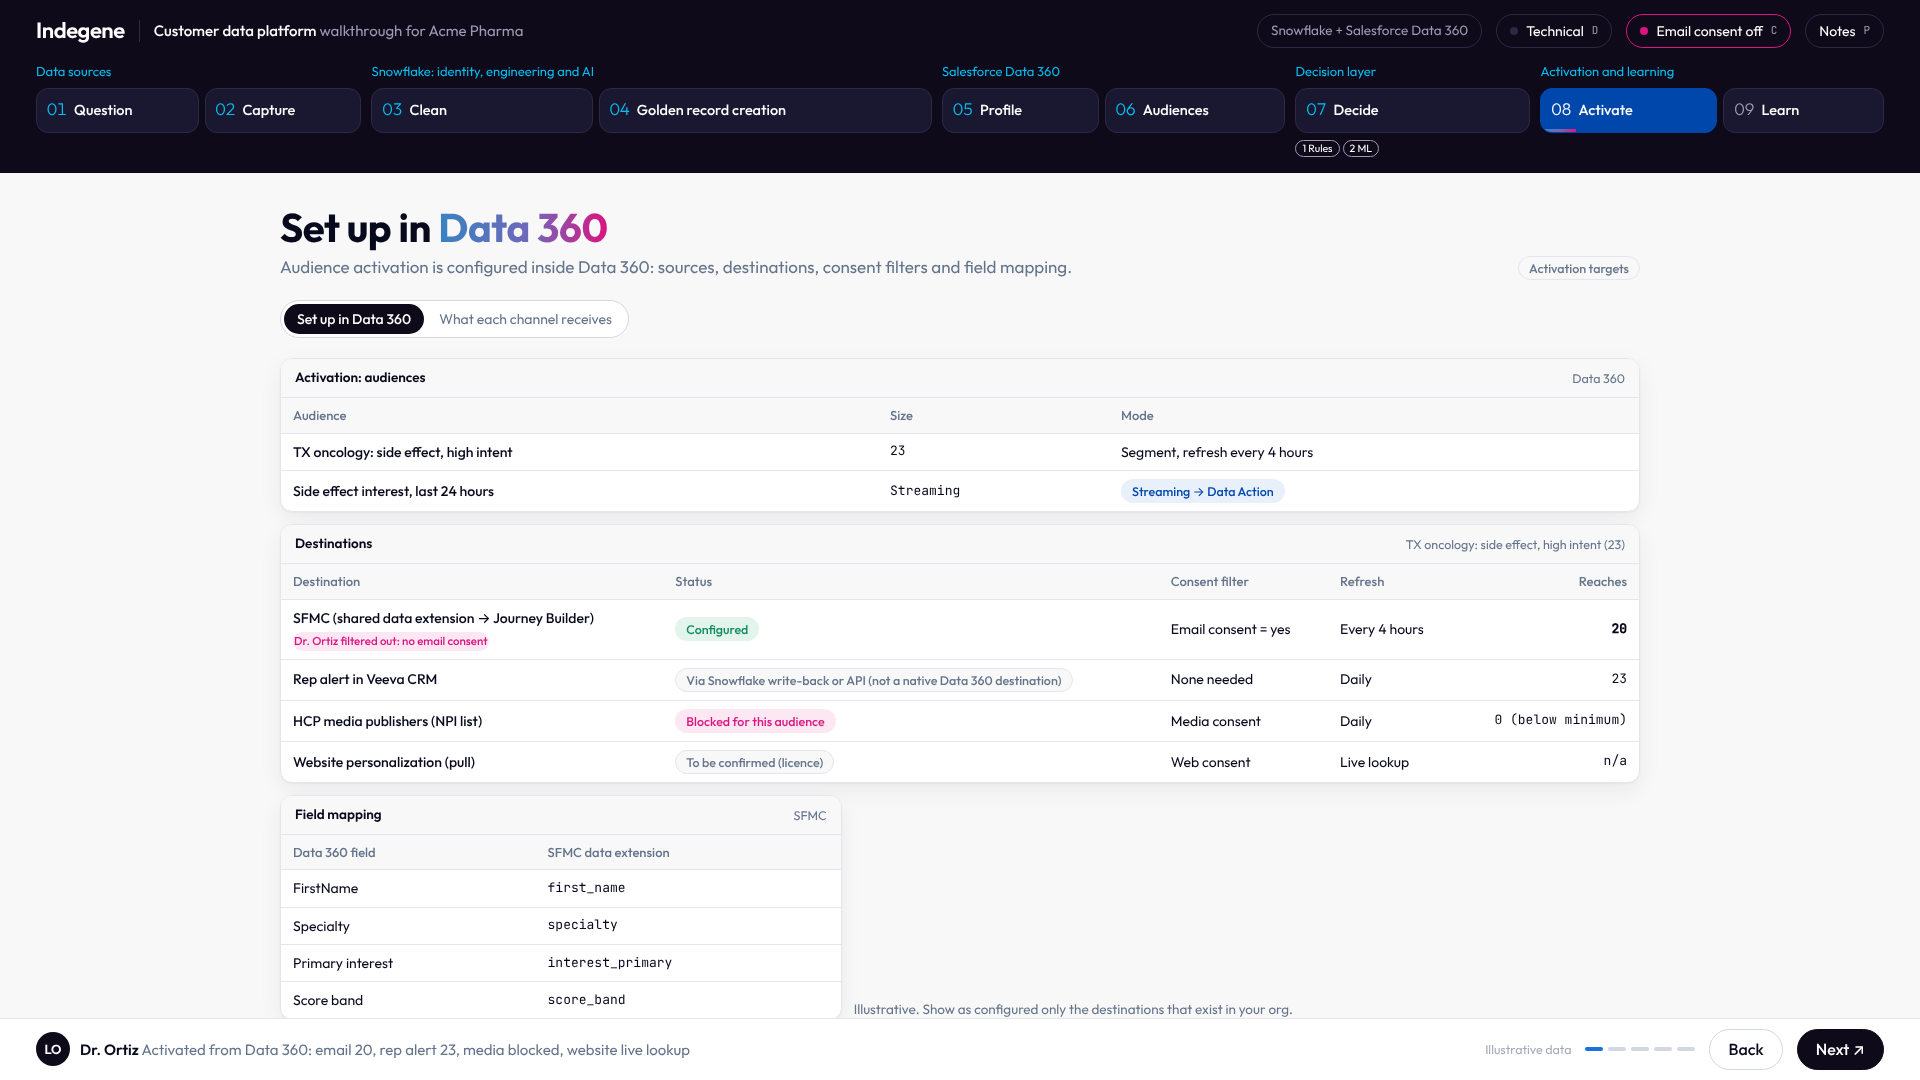 Indegene
Customer data platform walkthrough for Acme Pharma
Snowflake + Salesforce Data 360
Technical D
Email consent off C
Notes P
Data sources
Snowflake: identity, engineering and AI
Salesforce Data 360
Decision layer
Activation and learning
01 Question
02 Capture
03 Clean
04 Golden record creation
05 Profile
06 Audiences
07 Decide
08 Activate
09 Learn
1 Rules
2 ML
Set up in Data 360
Audience activation is configured inside Data 360: sources, destinations, consent filters and field mapping.
Activation targets
Set up in Data 360
What each channel receives
Activation: audiences
Data 360
Audience Size Mode
TX oncology: side effect, high intent 23 Segment, refresh every 4 hours
Side effect interest, last 24 hours Streaming Streaming → Data Action
Destinations
TX oncology: side effect, high intent (23)
Destination Status Consent filter Refresh Reaches
SFMC (shared data extension → Journey Builder)
Dr. Ortiz filtered out: no email consent
Configured Email consent = yes Every 4 hours 20
Rep alert in Veeva CRM Via Snowflake write-back or API (not a native Data 360 destination) None needed Daily 23
HCP media publishers (NPI list) Blocked for this audience Media consent Daily 0 (below minimum)
Website personalization (pull) To be confirmed (licence) Web consent Live lookup n/a
Field mapping
SFMC
Data 360 field SFMC data extension
FirstName first_name
Specialty specialty
Primary interest interest_primary
Score band score_band
Illustrative. Show as configured only the destinations that exist in your org.
LO
Dr. Ortiz Activated from Data 360: email 20, rep alert 23, media blocked, website live lookup
Illustrative data
Back
Next ↗